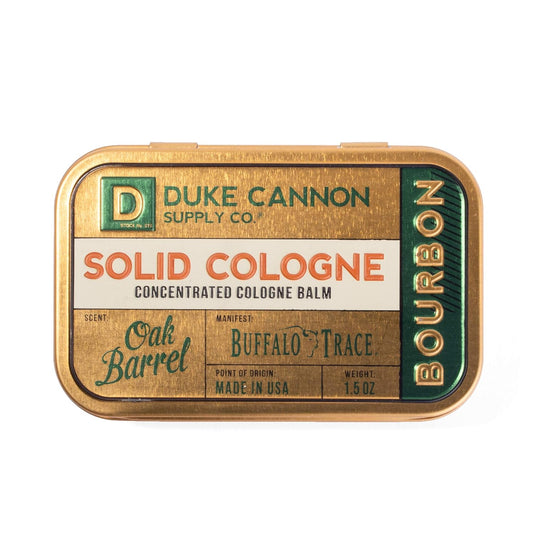 D
DUKE CANNON
SUPPLY CO.®
SOLID COLOGNE
CONCENTRATED COLOGNE BALM
SCENT:
Oak
Barrel
MANIFEST:
BUFFALO TRACE
POINT OF ORIGIN:
MADE IN USA
WEIGHT:
1.5 OZ
BOURBON